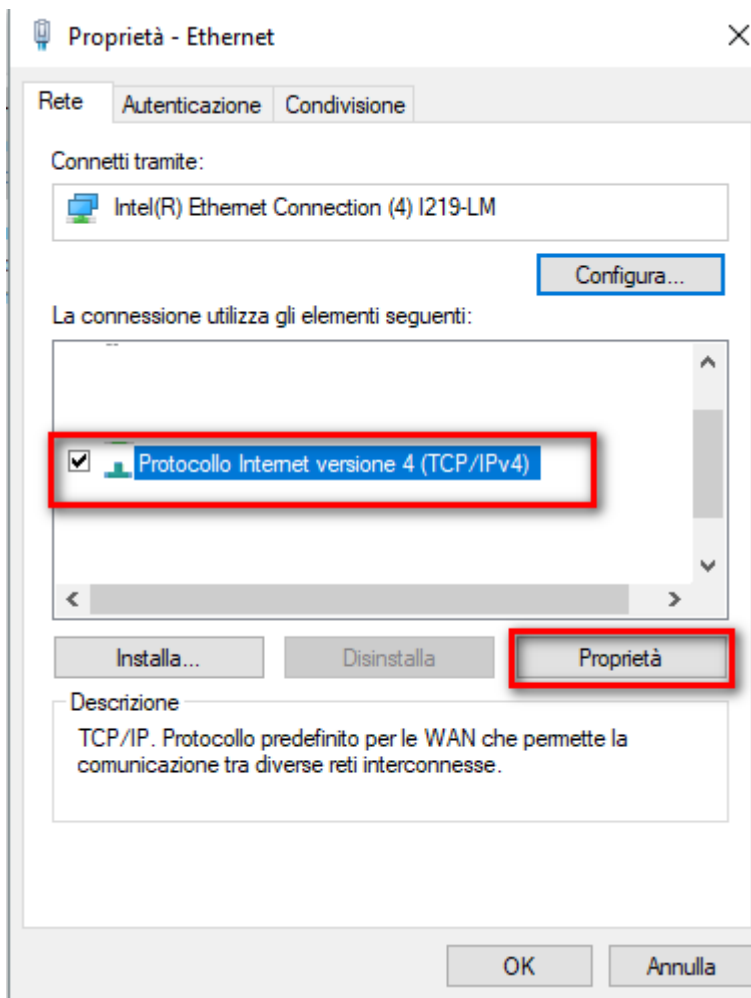 Proprietà - Ethernet
Rete
Autenticazione
Condivisione
Connetti tramite:
Intel(R) Ethernet Connection (4) I219-LM
Configura...
La connessione utilizza gli elementi seguenti:
Protocollo Internet versione 4 (TCP/IPv4)
Installa...
Disinstalla
Proprietà
Descrizione
TCP/IP. Protocollo predefinito per le WAN che permette la
comunicazione tra diverse reti interconnesse.
OK
Annulla